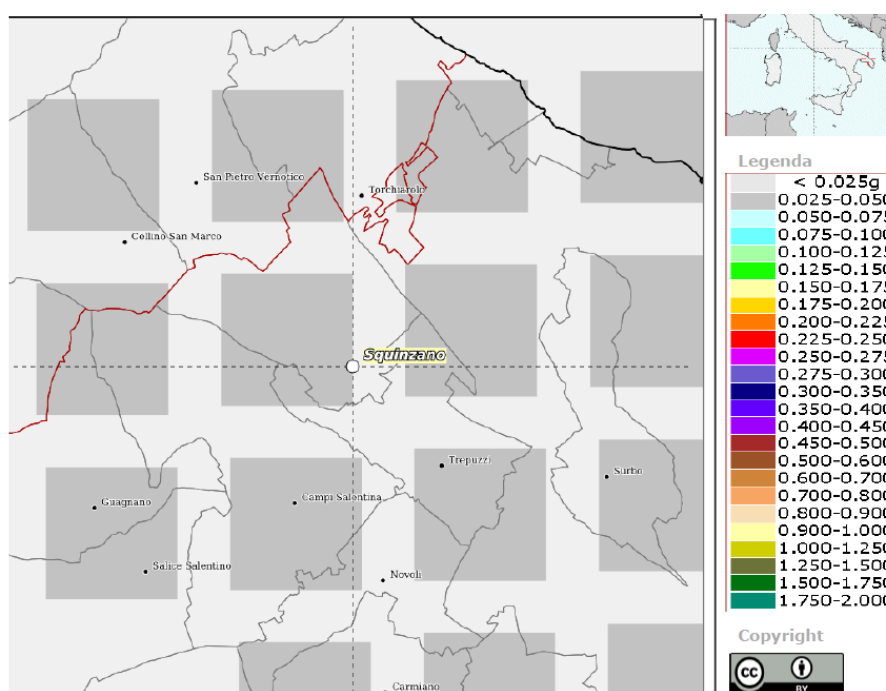 San Pietro Vernotico
Torchiarolo
Cellino San Marco
Squinzano
Trepuzzi
Surbo
Guagnano
Campi Salentina
Salice Salentino
Novoli
Carmiano
Legenda
< 0.025g
0.025-0.050
0.050-0.075
0.075-0.100
0.100-0.125
0.125-0.150
0.150-0.175
0.175-0.200
0.200-0.225
0.225-0.250
0.250-0.275
0.275-0.300
0.300-0.350
0.350-0.400
0.400-0.450
0.450-0.500
0.500-0.600
0.600-0.700
0.700-0.800
0.800-0.900
0.900-1.000
1.000-1.250
1.250-1.500
1.500-1.750
1.750-2.000
Copyright
cc
BY